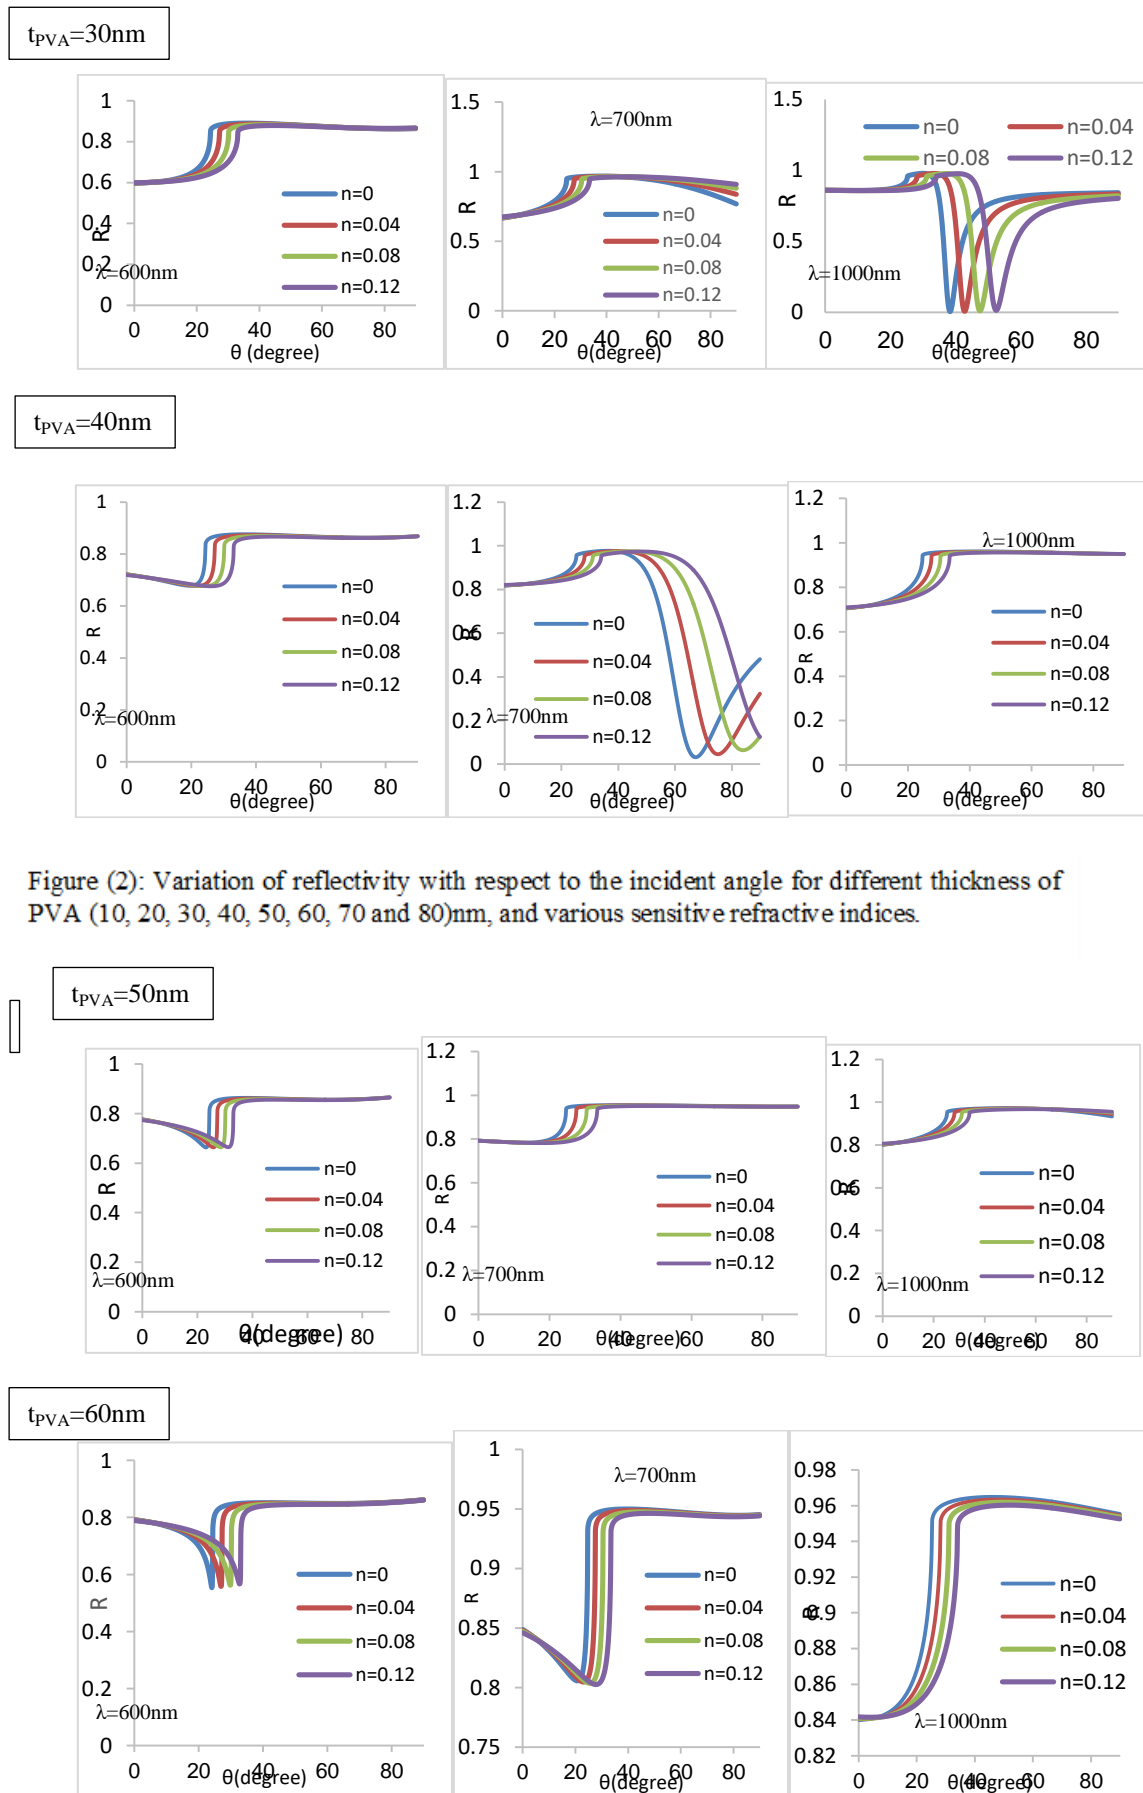 tPVA=30nm
1
0.8
0.6
0.4
R
0.2
λ=600nm
0
0 20 40 60 80
θ (degree)
n=0
n=0.04
n=0.08
n=0.12
1.5
λ=700nm
1
R
0.5
0
n=0
n=0.04
n=0.08
n=0.12
0 20 40 60 80
θ(degree)
1.5
n=0 n=0.04
n=0.08 n=0.12
1
R
0.5
λ=1000nm
0
0 20 40 60 80
θ(degree)
tPVA=40nm
1
0.8
0.6
R
0.4
0.2
λ=600nm
0
n=0
n=0.04
n=0.08
n=0.12
0 20 40 60 80
θ(degree)
1.2
1
0.8
0.6
R
0.4
0.2
λ=700nm
0
n=0
n=0.04
n=0.08
n=0.12
0 20 40 60 80
θ(degree)
1.2
λ=1000nm
1
0.8
0.6
R
0.4
0.2
0
n=0
n=0.04
n=0.08
n=0.12
0 20 40 60 80
θ(degree)
Figure (2): Variation of reflectivity with respect to the incident angle for different thickness of
PVA (10, 20, 30, 40, 50, 60, 70 and 80)nm, and various sensitive refractive indices.
tPVA=50nm
1
0.8
0.6
R
0.4
0.2
λ=600nm
0
n=0
n=0.04
n=0.08
n=0.12
0 20 40 60 80
θ(degree)
1.2
1
0.8
0.6
R
0.4
0.2
λ=700nm
0
n=0
n=0.04
n=0.08
n=0.12
0 20 40 60 80
θ(degree)
1.2
1
0.8
0.6
R
0.4
0.2
λ=1000nm
0
n=0
n=0.04
n=0.08
n=0.12
0 20 40 60 80
θ(degree)
tPVA=60nm
1
0.8
0.6
R
0.4
0.2
λ=600nm
0
n=0
n=0.04
n=0.08
n=0.12
0 20 40 60 80
θ(degree)
1
λ=700nm
0.95
0.9
R
0.85
0.8
0.75
n=0
n=0.04
n=0.08
n=0.12
0 20 40 60 80
θ(degree)
0.98
0.96
0.94
0.92
0.9
R
0.88
0.86
0.84
λ=1000nm
0.82
n=0
n=0.04
n=0.08
n=0.12
0 20 40 60 80
θ(degree)